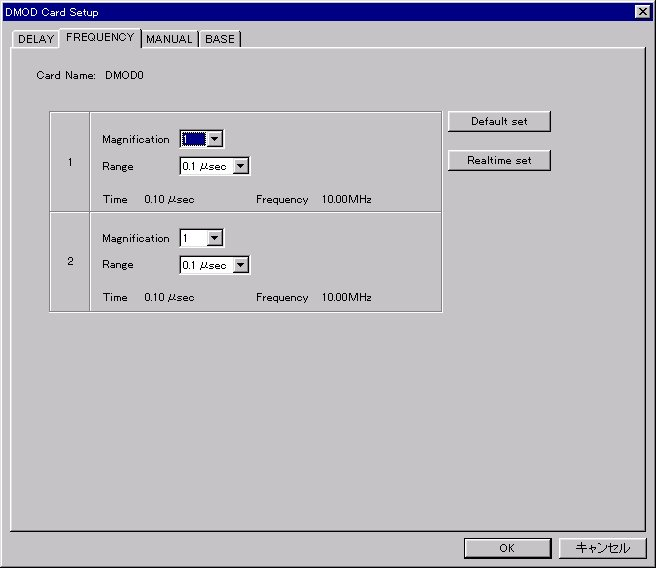 DMOD Card Setup
DELAY FREQUENCY MANUAL BASE
Card Name: DMOD0
1
Magnification 1
Range 0.1 μsec
Time 0.10 μsec Frequency 10.00MHz
Default set
Realtime set
2
Magnification 1
Range 0.1 μsec
Time 0.10 μsec Frequency 10.00MHz
OK キャンセル